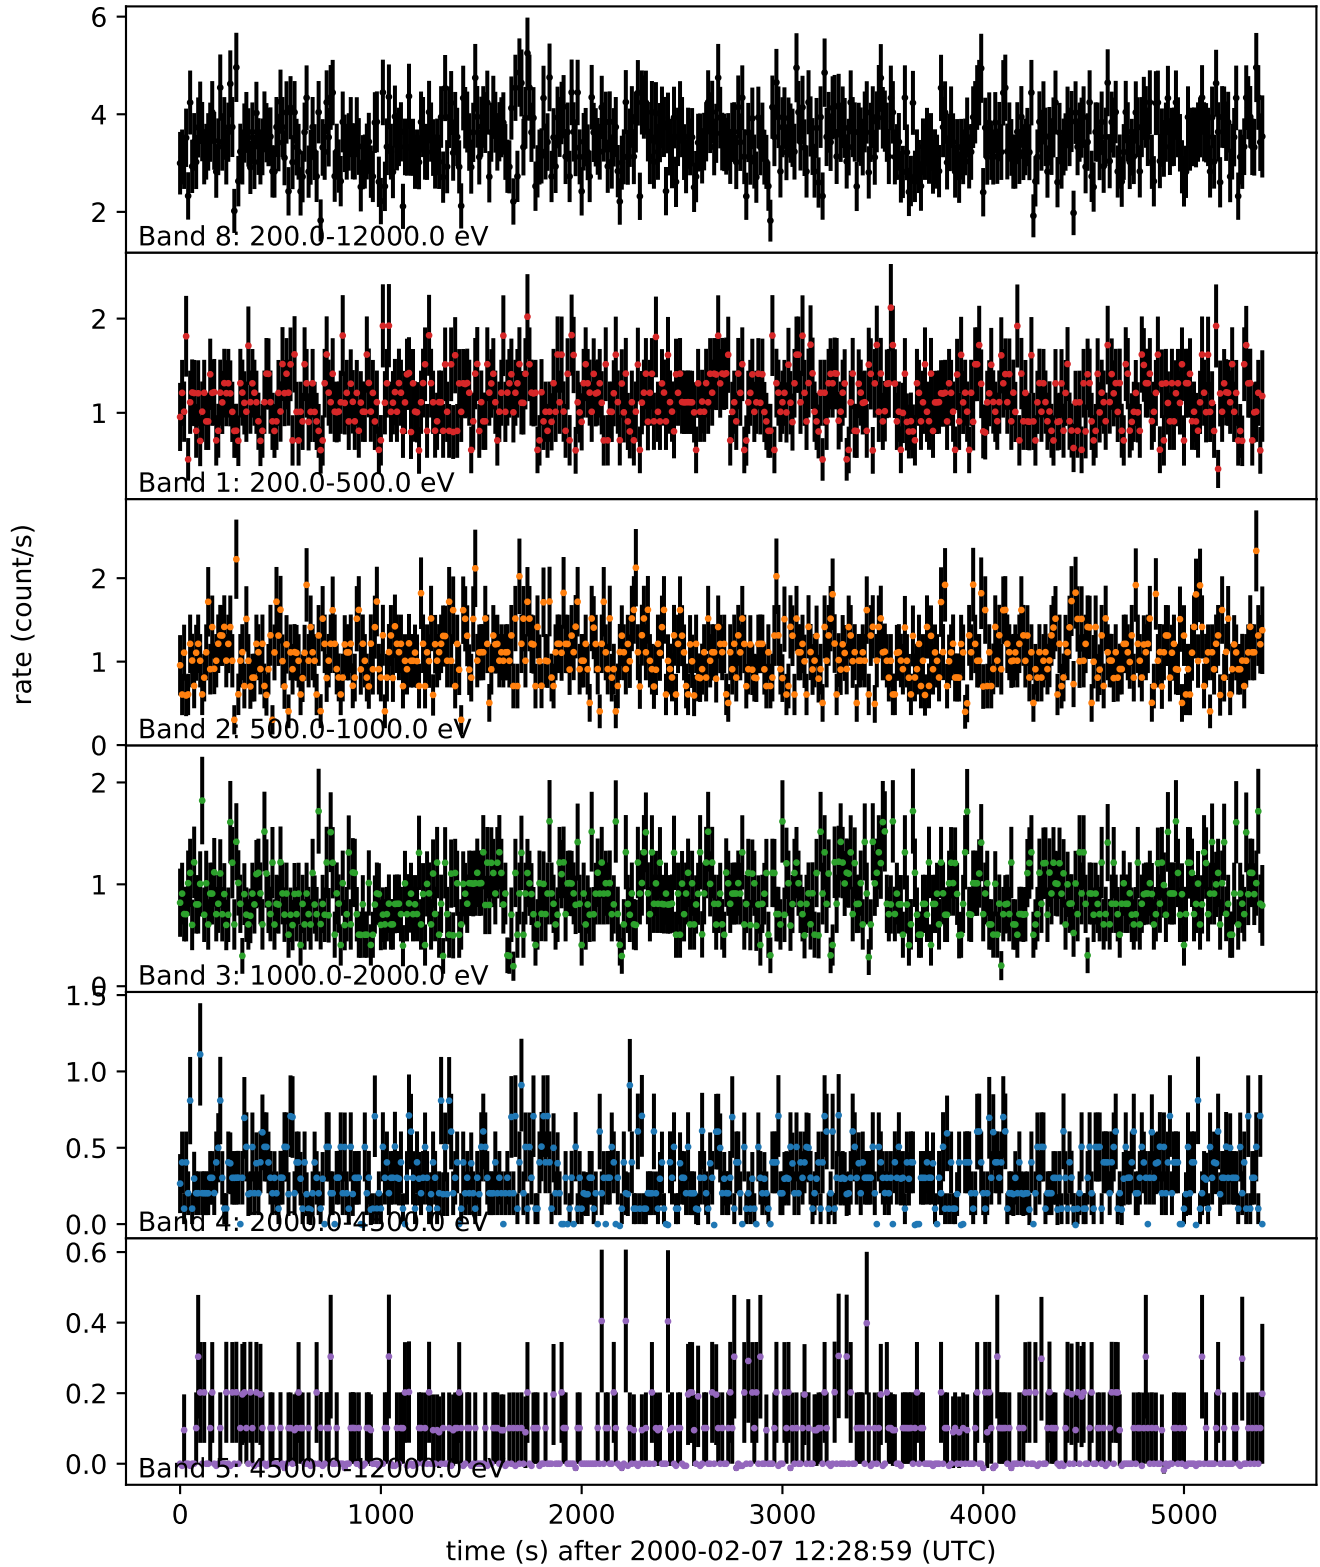 6
4
2
Band 8: 200.0-12000.0 eV
2
1
Band 1: 200.0-500.0 eV
2
1
0
Band 2: 500.0-1000.0 eV
rate (count/s)
2
1
0
Band 3: 1000.0-2000.0 eV
1.5
1.0
0.5
0.0
Band 4: 2000.0-4500.0 eV
0.6
0.4
0.2
0.0
Band 5: 4500.0-12000.0 eV
0 1000 2000 3000 4000 5000
time (s) after 2000-02-07 12:28:59 (UTC)